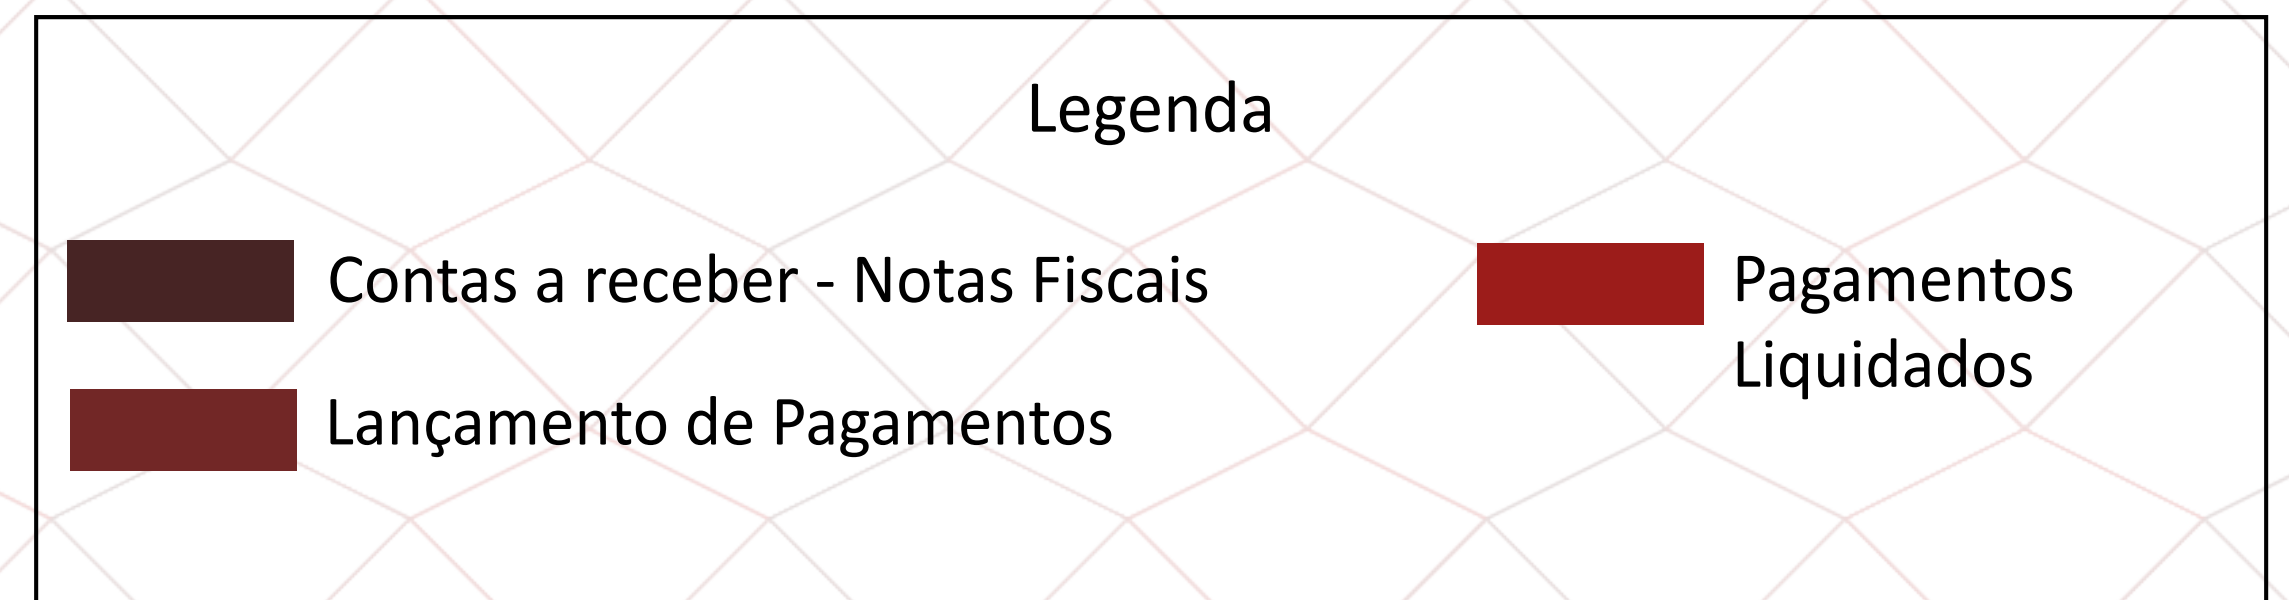 Legenda
Contas a receber - Notas Fiscais
Lançamento de Pagamentos
Pagamentos
Liquidados